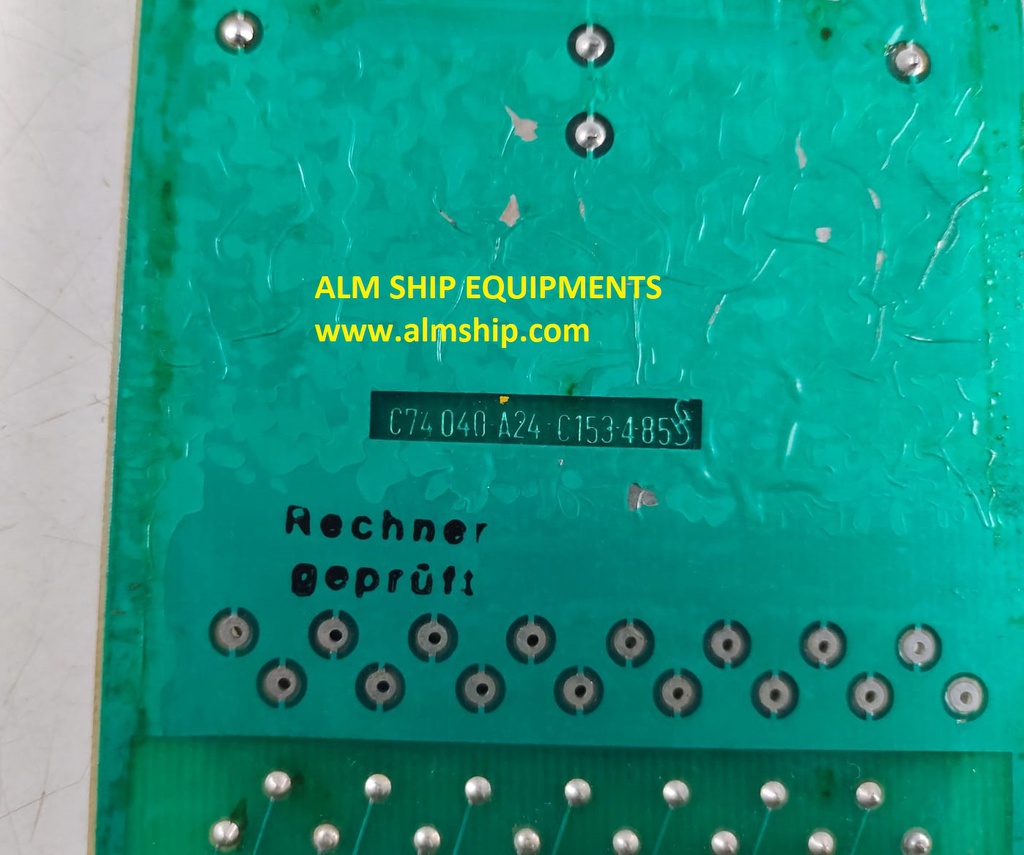 ALM SHIP EQUIPMENTS
www.almship.com
C74 040-A24-C153-4-85
Rechner
geprüft